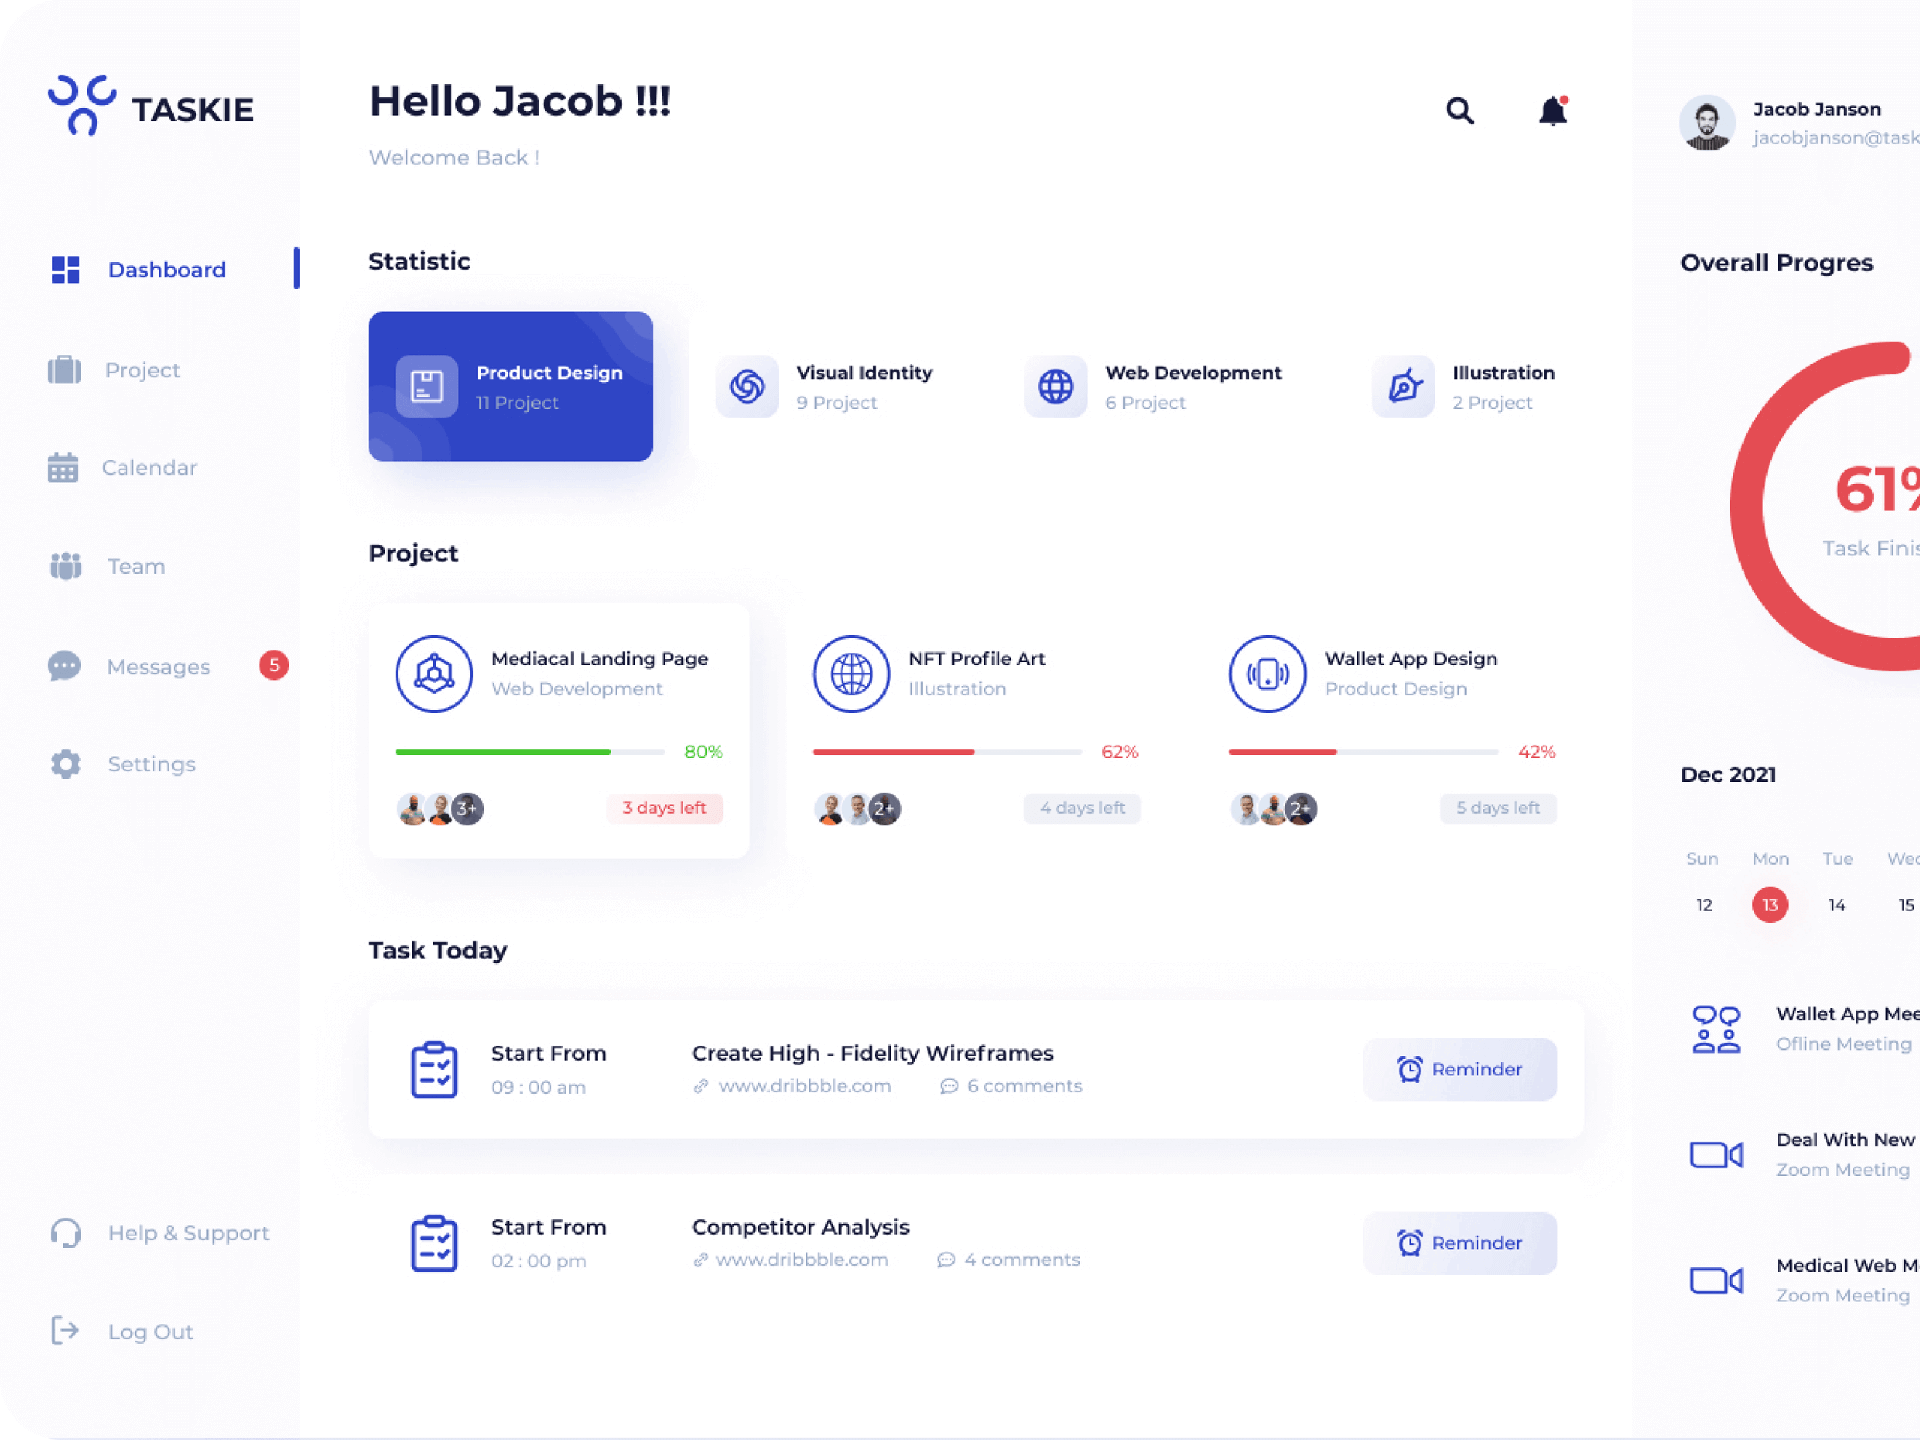 TASKIE
Dashboard
Project
Calendar
Team
Messages 5
Settings
Help & Support
Log Out
Hello Jacob !!!
Welcome Back !
Statistic
Product Design
11 Project
Visual Identity
9 Project
Web Development
6 Project
Illustration
2 Project
Project
Mediacal Landing Page
Web Development
80%
3+
3 days left
NFT Profile Art
Illustration
62%
2+
4 days left
Wallet App Design
Product Design
42%
2+
5 days left
Task Today
Start From
09 : 00 am
Create High - Fidelity Wireframes
www.dribbble.com 6 comments
Reminder
Start From
02 : 00 pm
Competitor Analysis
www.dribbble.com 4 comments
Reminder
Jacob Janson
jacobjanson@task
Overall Progres
61%
Task Finis
Dec 2021
Sun Mon Tue Wed
12 13 14 15
Wallet App Mee
Ofline Meeting
Deal With New
Zoom Meeting
Medical Web M
Zoom Meeting